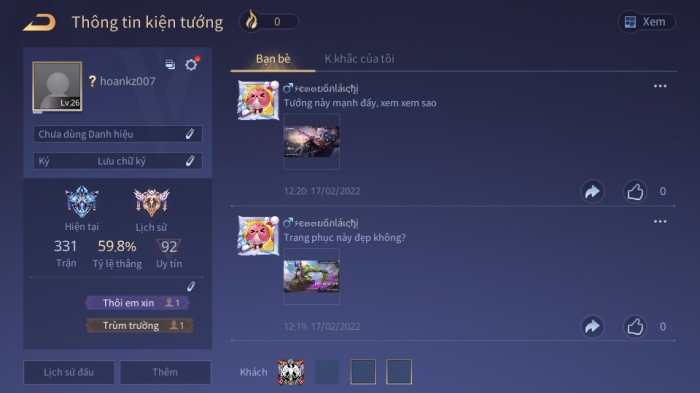 Thông tin kiện tướng
0
Xem
Bạn bè
K.khắc của tôi
? hoankz007
Lv.26
Chưa dùng Danh hiệu
Ký Lưu chữ ký
Hiện tại
Lịch sử
331
59.8%
92
Trận
Tỷ lệ thắng
Uy tín
Thôi em xin 1
Trùm trường 1
Lịch sử đấu
Thêm
Tướng này mạnh đấy, xem xem sao
12:20: 17/02/2022
0
Trang phục này đẹp không?
12:19: 17/02/2022
0
Khách